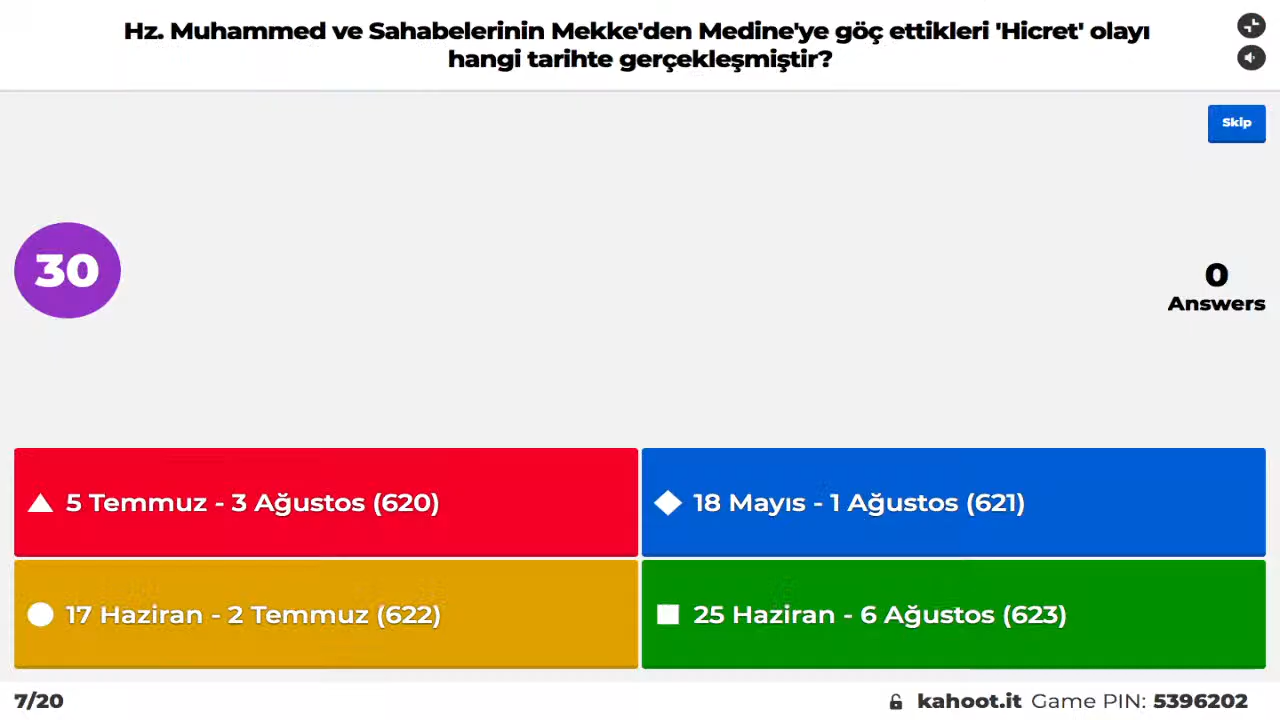 Hz. Muhammed ve Sahabelerinin Mekke'den Medine'ye göç ettikleri 'Hicret' olayı
hangi tarihte gerçekleşmiştir?
Skip
30
0
Answers
5 Temmuz - 3 Ağustos (620)
18 Mayıs - 1 Ağustos (621)
17 Haziran - 2 Temmuz (622)
25 Haziran - 6 Ağustos (623)
7/20
kahoot.it Game PIN: 5396202